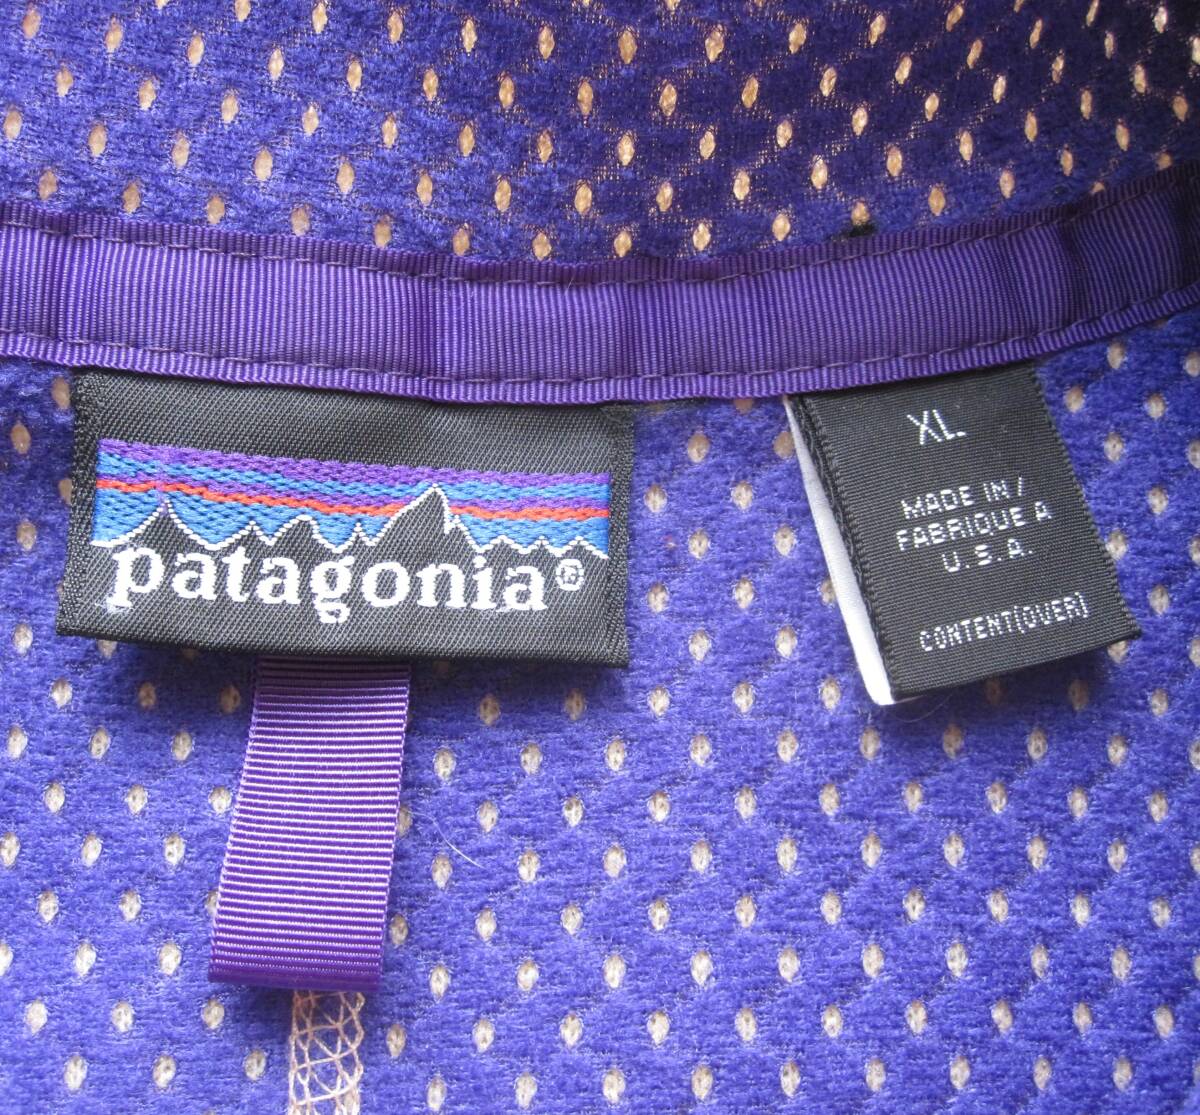 patagonia®
XL
MADE IN/
FABRIQUE A
U.S.A.
CONTENT(OVER)